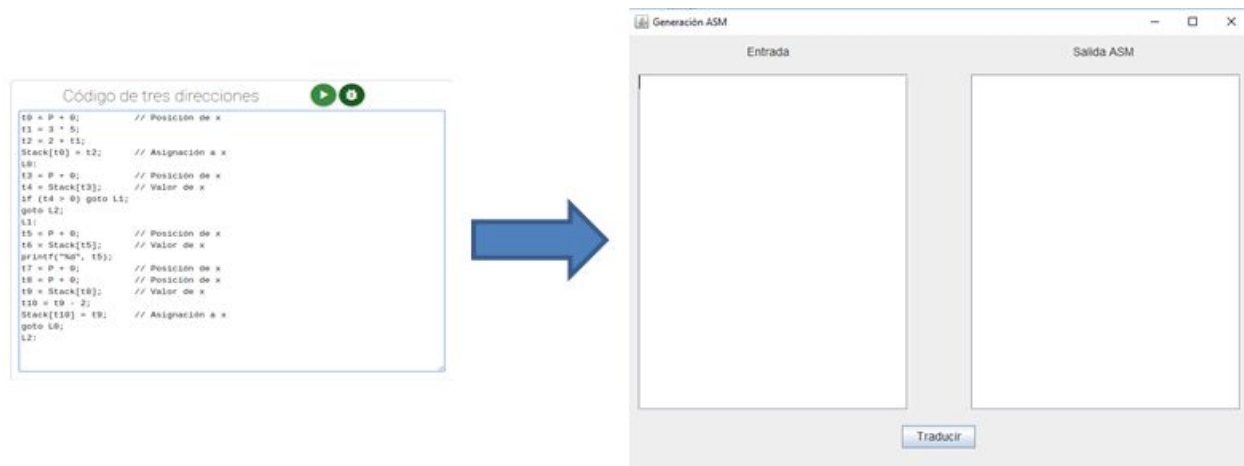 Código de tres direcciones
t0 = P + 0; // Posición de x
t1 = 3 * 5;
t2 = 2 + t1;
Stack[t0] = t2; // Asignación a x
L0:
t3 = P + 0; // Posición de x
t4 = Stack[t3]; // Valor de x
if (t4 > 0) goto L1;
goto L2;
L1:
t5 = P + 0; // Posición de x
t6 = Stack[t5]; // Valor de x
printf("%d", t5);
t7 = P + 0; // Posición de x
t8 = P + 0; // Posición de x
t9 = Stack[t8]; // Valor de x
t10 = t9 - 2;
Stack[t10] = t9; // Asignación a x
goto L0;
L2:
Generación ASM
Entrada
Salida ASM
Traducir